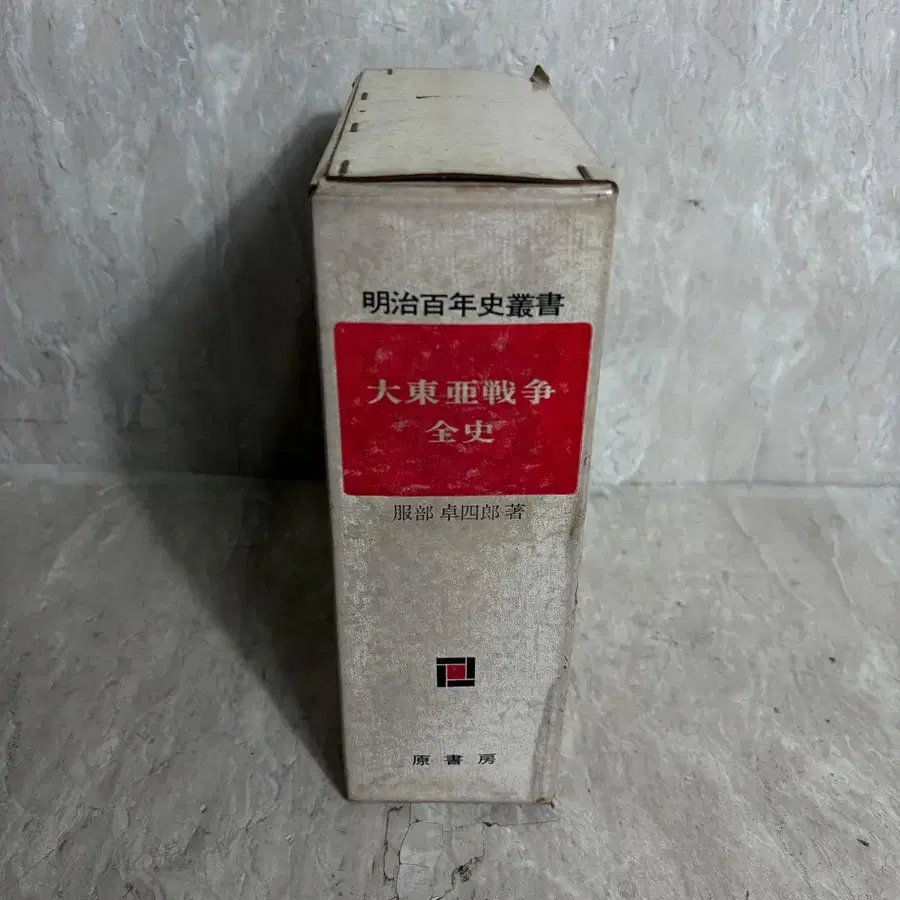 明治百年史叢書
大東亜戦争
全史
服部 卓四郎 著
原書房